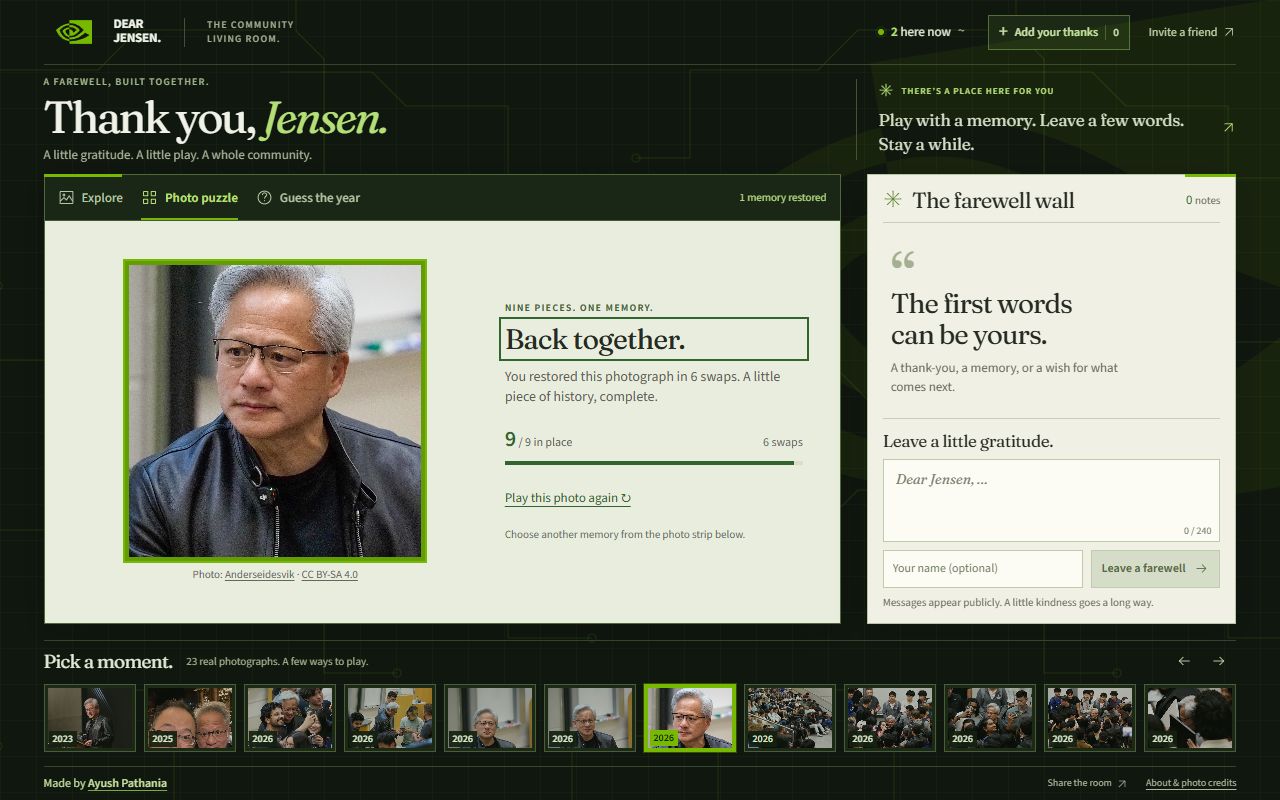 DEAR
JENSEN.
THE COMMUNITY
LIVING ROOM.
2 here now ~
+ Add your thanks 0
Invite a friend ↗
A FAREWELL, BUILT TOGETHER.
Thank you, Jensen.
A little gratitude. A little play. A whole community.
THERE'S A PLACE HERE FOR YOU
Play with a memory. Leave a few words.
Stay a while.
↗
Explore
Photo puzzle
Guess the year
1 memory restored
NINE PIECES. ONE MEMORY.
Back together.
You restored this photograph in 6 swaps. A little
piece of history, complete.
9 / 9 in place
6 swaps
Play this photo again ↻
Choose another memory from the photo strip below.
Photo: Anderseidesvik · CC BY-SA 4.0
The farewell wall
0 notes
“
The first words
can be yours.
A thank-you, a memory, or a wish for what
comes next.
Leave a little gratitude.
Dear Jensen, ...
0 / 240
Your name (optional)
Leave a farewell →
Messages appear publicly. A little kindness goes a long way.
Pick a moment.
23 real photographs. A few ways to play.
← →
2023
2025
2026
2026
2026
2026
2026
2026
2026
2026
2026
2026
Made by Ayush Pathania
Share the room ↗
About & photo credits